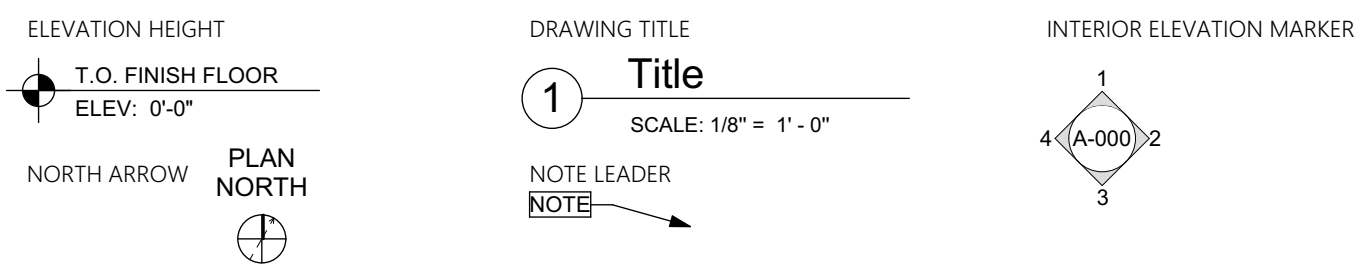 ELEVATION HEIGHT
T.O. FINISH FLOOR
ELEV: 0'-0"
NORTH ARROW
PLAN
NORTH
DRAWING TITLE
1
Title
SCALE: 1/8" = 1' - 0"
NOTE LEADER
NOTE
INTERIOR ELEVATION MARKER
1
4 A-000 2
3